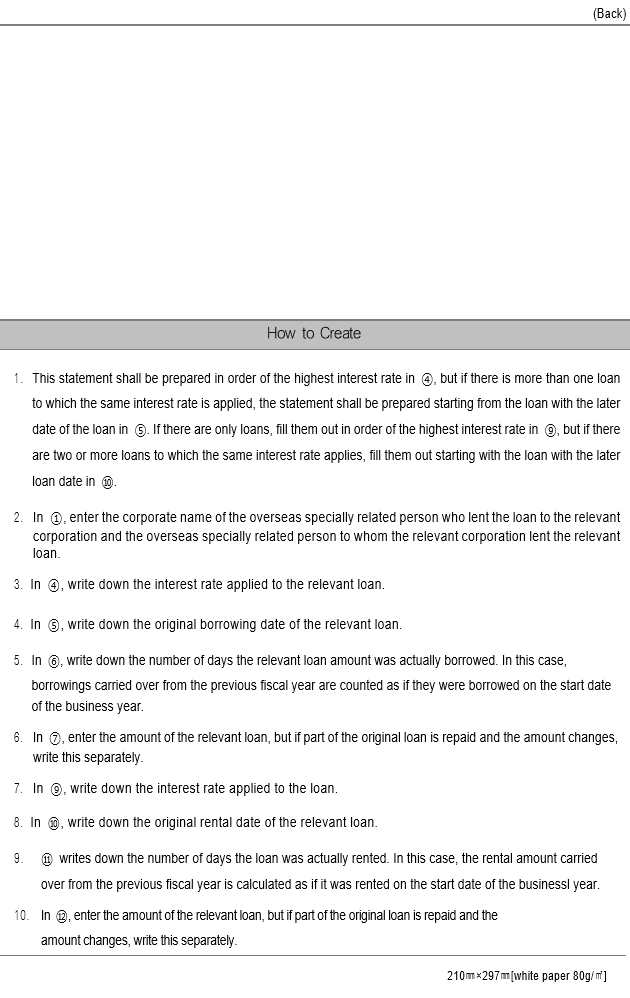 (Back)
How to Create
1. This statement shall be prepared in order of the highest interest rate in ④, but if there is more than one loan
to which the same interest rate is applied, the statement shall be prepared starting from the loan with the later
date of the loan in ⑤. If there are only loans, fill them out in order of the highest interest rate in ⑨, but if there
are two or more loans to which the same interest rate applies, fill them out starting with the loan with the later
loan date in ⑩.
2. In ①, enter the corporate name of the overseas specially related person who lent the loan to the relevant
corporation and the overseas specially related person to whom the relevant corporation lent the relevant
loan.
3. In ④, write down the interest rate applied to the relevant loan.
4. In ⑤, write down the original borrowing date of the relevant loan.
5. In ⑥, write down the number of days the relevant loan amount was actually borrowed. In this case,
borrowings carried over from the previous fiscal year are counted as if they were borrowed on the start date
of the business year.
6. In ⑦, enter the amount of the relevant loan, but if part of the original loan is repaid and the amount changes,
write this separately.
7. In ⑨, write down the interest rate applied to the loan.
8. In ⑩, write down the original rental date of the relevant loan.
9. ⑪ writes down the number of days the loan was actually rented. In this case, the rental amount carried
over from the previous fiscal year is calculated as if it was rented on the start date of the businessl year.
10. In ⑫, enter the amount of the relevant loan, but if part of the original loan is repaid and the
amount changes, write this separately.
210㎜×297㎜[white paper 80g/㎡]